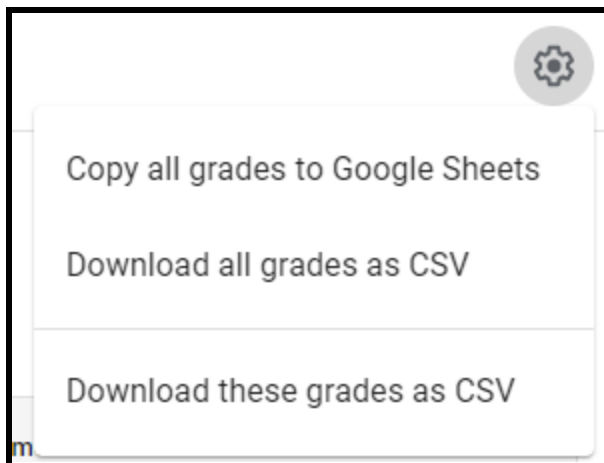 Copy all grades to Google Sheets
Download all grades as CSV
Download these grades as CSV
m